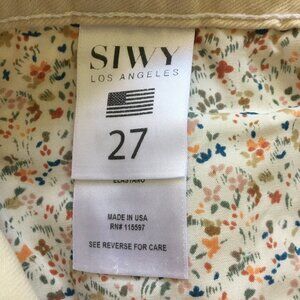 SIWY
LOS ANGELES
27
ELASTANE
MADE IN USA
RN# 115597
SEE REVERSE FOR CARE